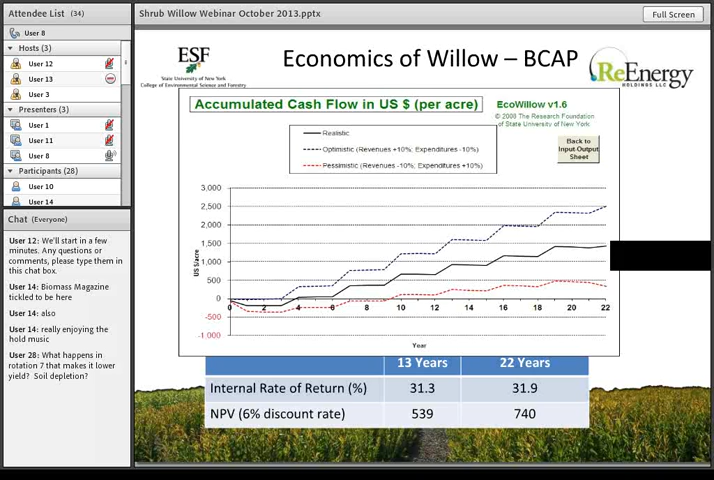 Attendee List (34)
User 8
Hosts (3)
User 12
User 13
User 3
Presenters (3)
User 1
User 11
User 8
Participants (28)
User 10
User 14
Chat (Everyone)
User 12: We'll start in a few
minutes. Any questions or
comments, please type them in
this chat box.
User 14: Biomass Magazine
tickled to be here
User 14: also
User 14: really enjoying the
hold music
User 28: What happens in
rotation 7 that makes it lower
yield? Soil depletion?
Shrub Willow Webinar October 2013.pptx
Full Screen
ESF
State University of New York
College of Environmental Science and Forestry
Economics of Willow – BCAP
ReEnergy
HOLDINGS LLC
Accumulated Cash Flow in US $ (per acre)
EcoWillow v1.6
© 2008 The Research Foundation
of State University of New York
Back to
Input-Output
Sheet
Realistic
Optimistic (Revenues +10%; Expenditures -10%)
Pessimistic (Revenues -10%; Expenditures +10%)
3,000
2,500
2,000
1,500
1,000
500
0
-500
-1,000
US $/acre
0 2 4 6 8 10 12 14 16 18 20 22
Year
13 Years 22 Years
Internal Rate of Return (%) 31.3 31.9
NPV (6% discount rate) 539 740